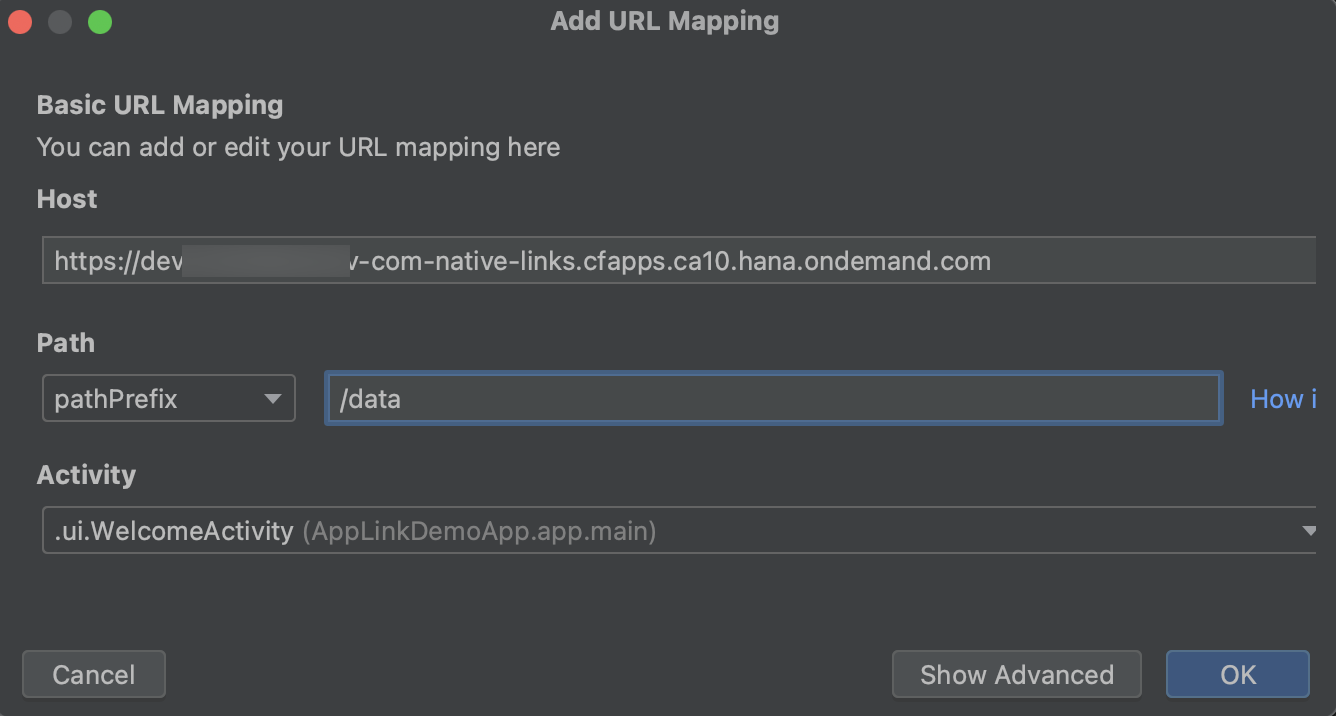 Add URL Mapping
Basic URL Mapping
You can add or edit your URL mapping here
Host
https://dev -com-native-links.cfapps.ca10.hana.ondemand.com
Path
pathPrefix /data How i
Activity
.ui.WelcomeActivity (AppLinkDemoApp.app.main)
Cancel Show Advanced OK